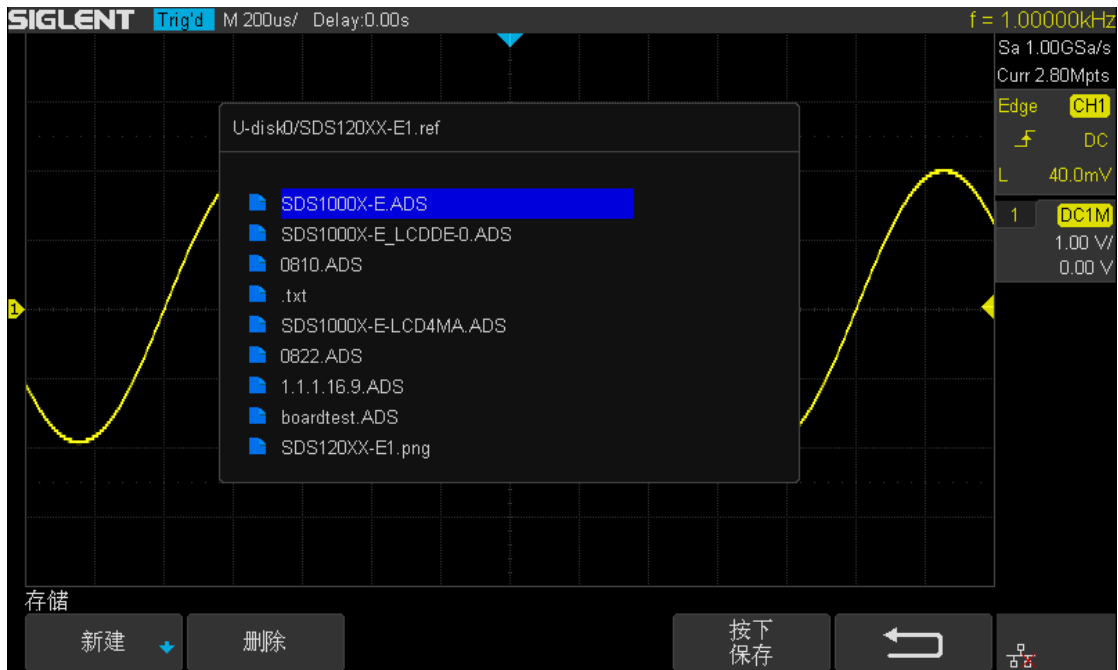 SIGLENT Trig'd M 200us/ Delay:0.00s f = 1.00000kHz
Sa 1.00GSa/s
Curr 2.80Mpts
Edge CH1
DC
L 40.0mV
1 DC1M
1.00 V/
0.00 V
U-disk0/SDS120XX-E1.ref
SDS1000X-E.ADS
SDS1000X-E_LCDDE-0.ADS
0810.ADS
.txt
SDS1000X-E-LCD4MA.ADS
0822.ADS
1.1.1.16.9.ADS
boardtest.ADS
SDS120XX-E1.png
1
存储
新建 删除 按下
保存